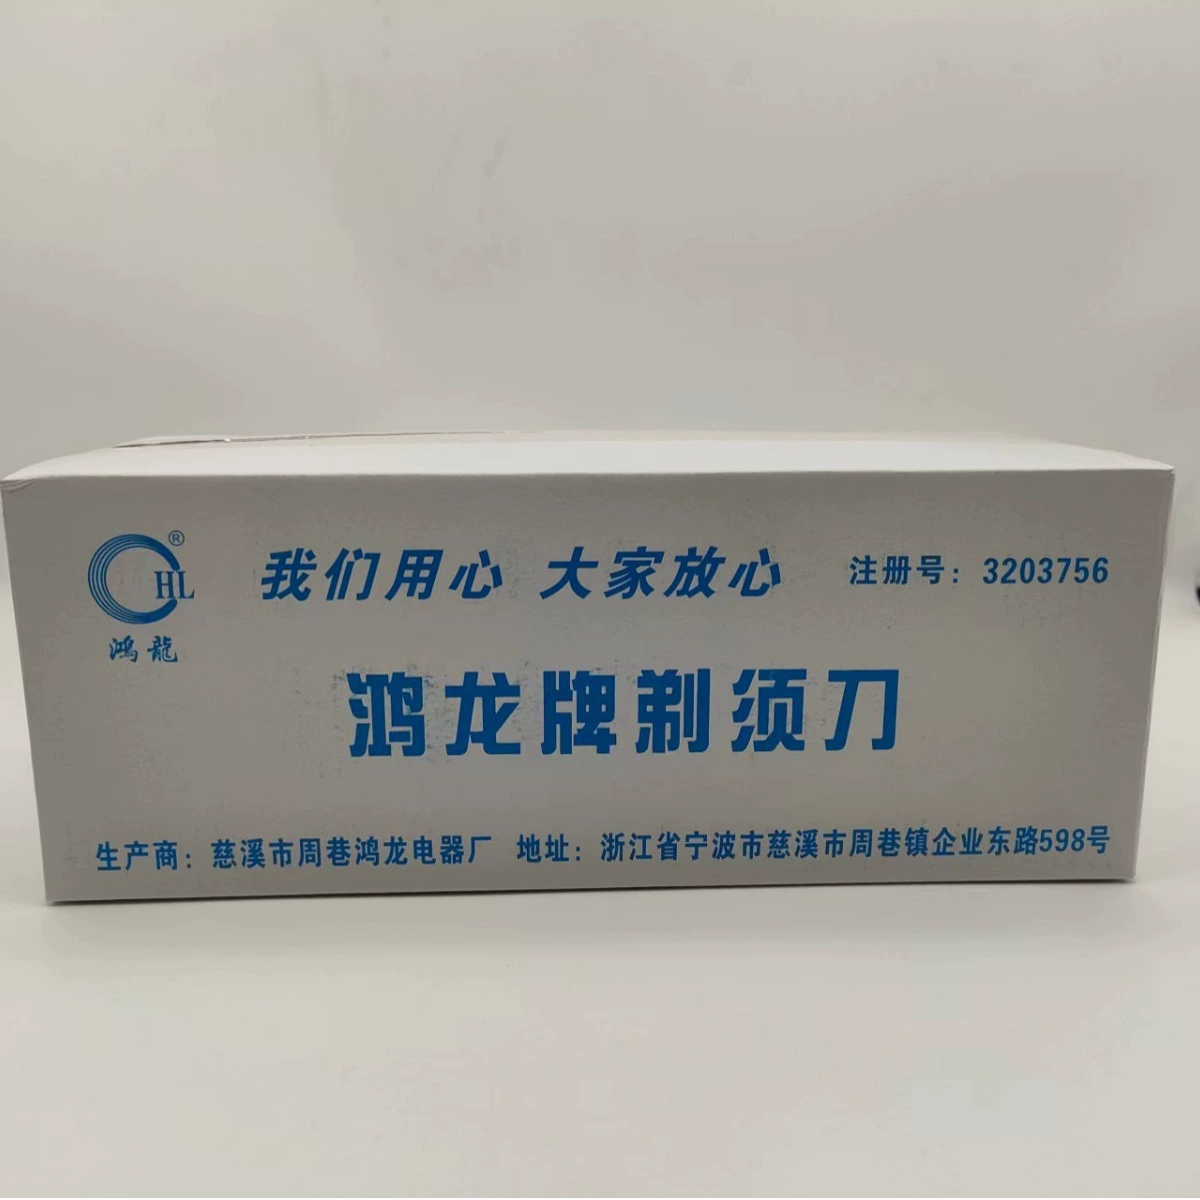 HL®
鸿龍
我们用心 大家放心
注册号：3203756
鸿龙牌剃须刀
生产商：慈溪市周巷鸿龙电器厂 地址：浙江省宁波市慈溪市周巷镇企业东路598号